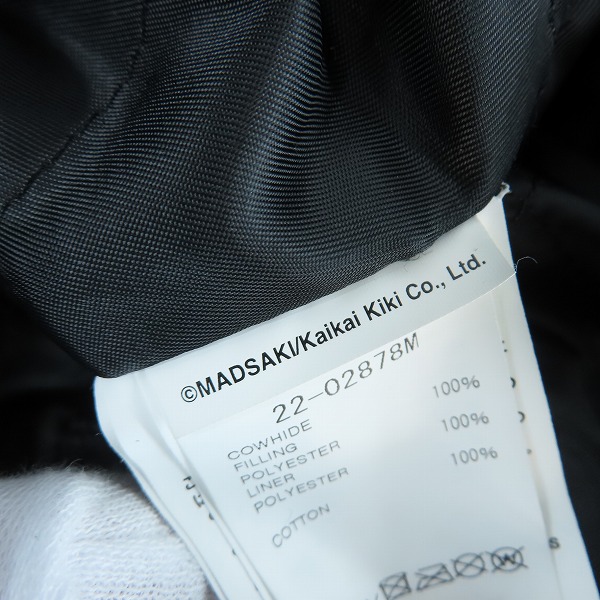 ©MADSAKI/Kaikai Kiki Co., Ltd.
22-02878M
COWHIDE 100%
FILLING
POLYESTER 100%
LINER
POLYESTER 100%
COTTON